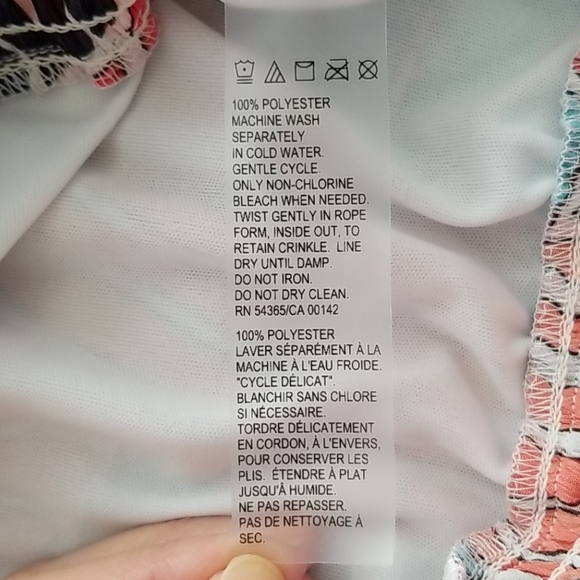 100% POLYESTER
MACHINE WASH
SEPARATELY
IN COLD WATER.
GENTLE CYCLE.
ONLY NON-CHLORINE
BLEACH WHEN NEEDED.
TWIST GENTLY IN ROPE
FORM, INSIDE OUT, TO
RETAIN CRINKLE. LINE
DRY UNTIL DAMP.
DO NOT IRON.
DO NOT DRY CLEAN.
RN 54365/CA 00142
100% POLYESTER
LAVER SÉPARÉMENT À LA
MACHINE À L'EAU FROIDE.
"CYCLE DÉLICAT".
BLANCHIR SANS CHLORE
SI NÉCESSAIRE.
TORDRE DÉLICATEMENT
EN CORDON, À L'ENVERS,
POUR CONSERVER LES
PLIS. ÉTENDRE À PLAT
JUSQU'Â HUMIDE.
NE PAS REPASSER.
PAS DE NETTOYAGE À
SEC.